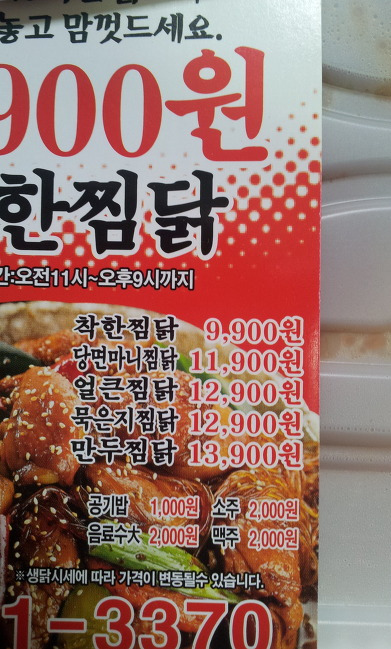 놓고 맘껏드세요.
900원
한찜닭
간:오전11시~오후9시까지
착한찜닭 9,900원
당면마니찜닭 11,900원
얼큰찜닭 12,900원
묵은지찜닭 12,900원
만두찜닭 13,900원
공기밥 1,000원 소주 2,000원
음료수大 2,000원 맥주 2,000원
※생닭시세에 따라 가격이 변동될수 있습니다.
1-3370